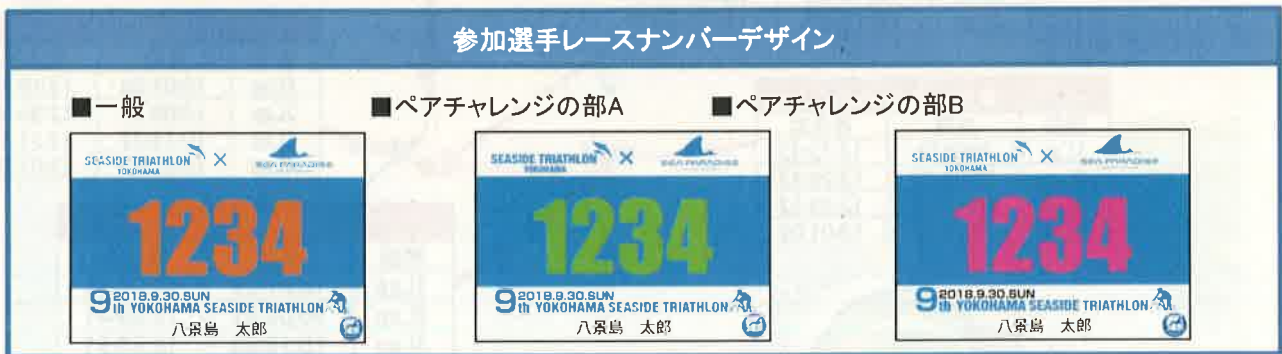 参加選手レースナンバーデザイン
■一般
■ペアチャレンジの部A
■ペアチャレンジの部B
SEASIDE TRIATHLON × SEA PARADISE
YOKOHAMA
1234
2018.9.30.SUN
9th YOKOHAMA SEASIDE TRIATHLON
八景島 太郎
SEASIDE TRIATHLON × SEA PARADISE
YOKOHAMA
1234
2018.9.30.SUN
9th YOKOHAMA SEASIDE TRIATHLON
八景島 太郎
SEASIDE TRIATHLON × SEA PARADISE
YOKOHAMA
1234
2018.9.30.SUN
9th YOKOHAMA SEASIDE TRIATHLON
八景島 太郎